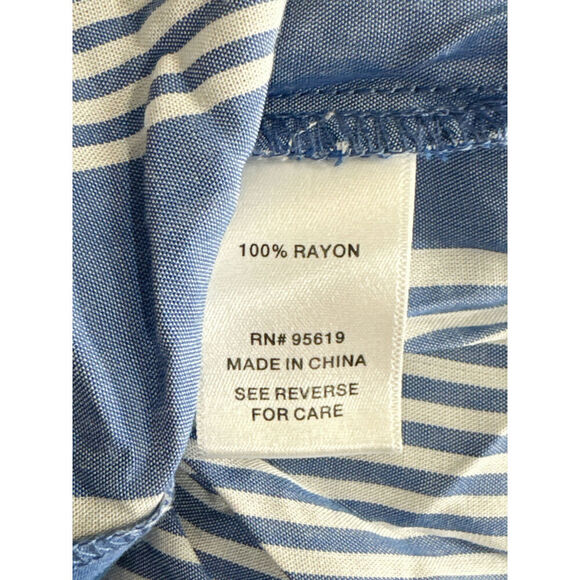 100% RAYON
RN# 95619
MADE IN CHINA
SEE REVERSE
FOR CARE